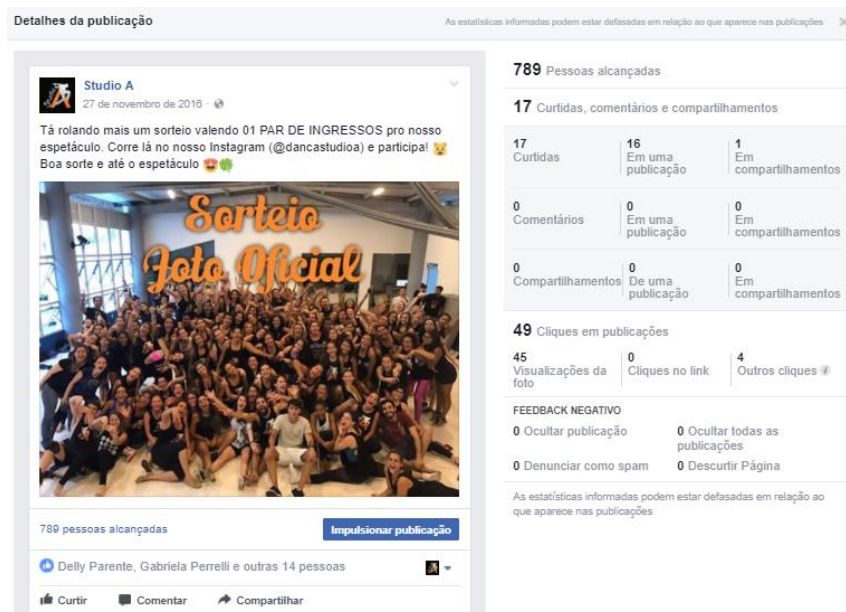 Detalhes da publicação
As estatísticas informadas podem estar defasadas em relação ao que aparece nas publicações
Studio A
27 de novembro de 2016 ·
Tá rolando mais um sorteio valendo 01 PAR DE INGRESSOS pro nosso
espetáculo. Corre lá no nosso Instagram (@dancastudioa) e participa!
Boa sorte e até o espetáculo
Sorteio
Foto Oficial
789 pessoas alcançadas
Impulsionar publicação
Delly Parente, Gabriela Perrelli e outras 14 pessoas
Curtir Comentar Compartilhar
789 Pessoas alcançadas
17 Curtidas, comentários e compartilhamentos
17 16 1
Curtidas Em uma Em
publicação compartilhamentos
0 0 0
Comentários Em uma Em
publicação compartilhamentos
0 0 0
Compartilhamentos De uma Em
publicação compartilhamentos
49 Cliques em publicações
45 0 4
Visualizações da Cliques no link Outros cliques
foto
FEEDBACK NEGATIVO
0 Ocultar publicação 0 Ocultar todas as
publicações
0 Denunciar como spam 0 Descurtir Página
As estatísticas informadas podem estar defasadas em relação ao
que aparece nas publicações